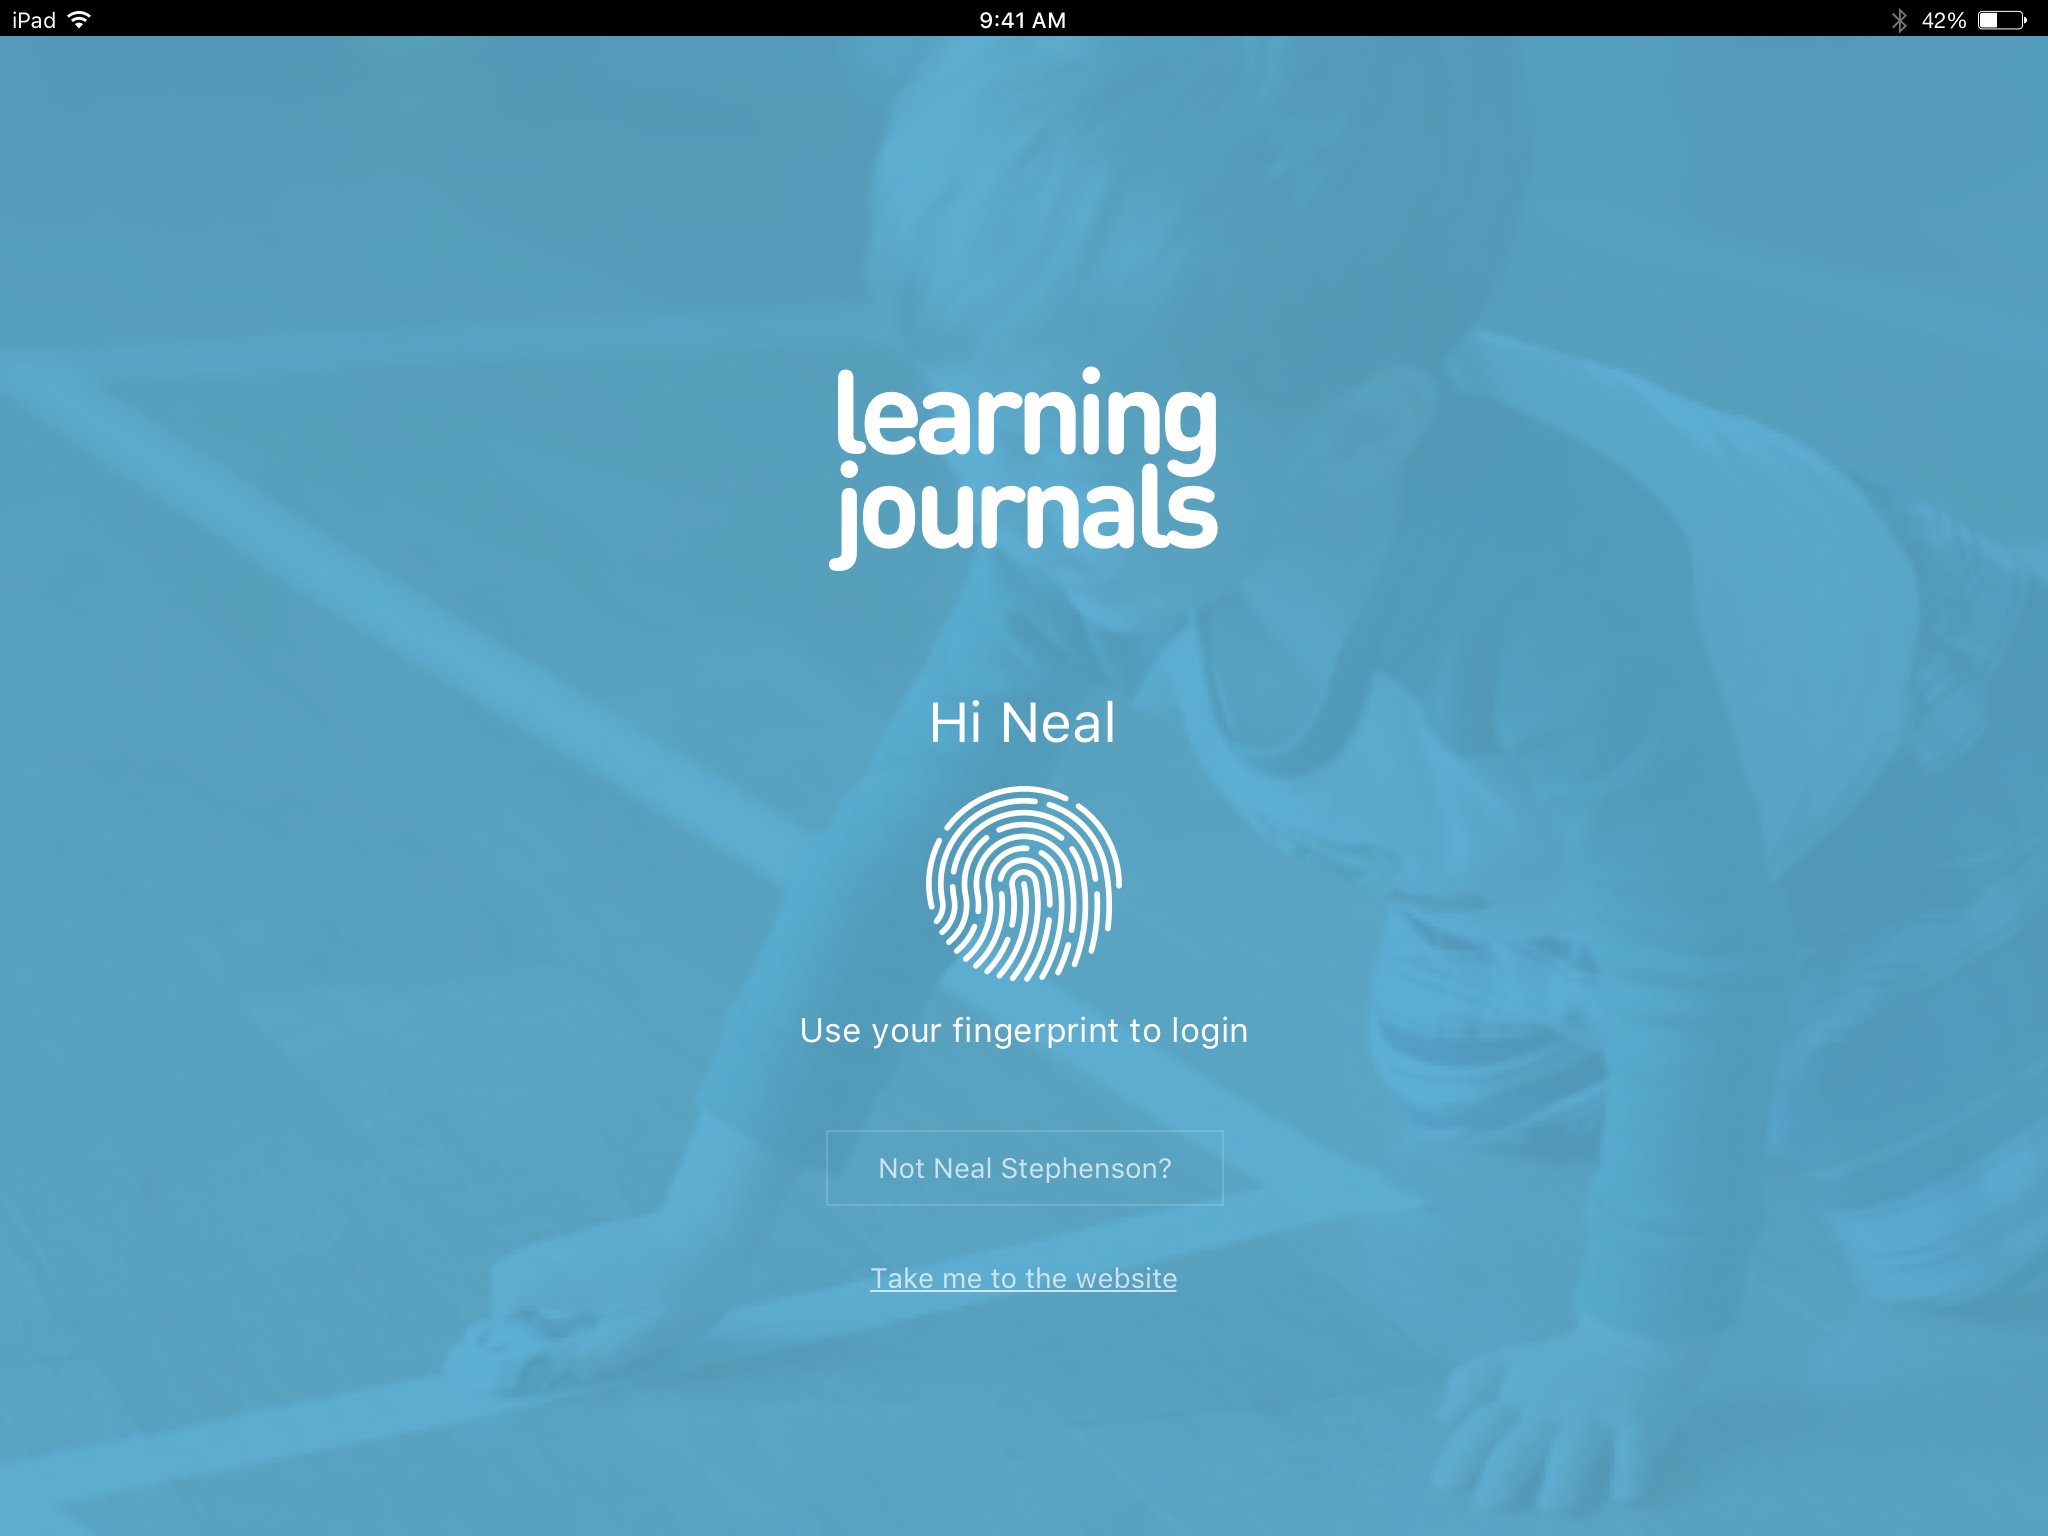 iPad 9:41 AM 42%
learning
journals
Hi Neal
Use your fingerprint to login
Not Neal Stephenson?
Take me to the website